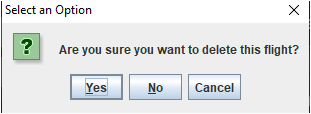 Select an Option
?
Are you sure you want to delete this flight?
Yes No Cancel